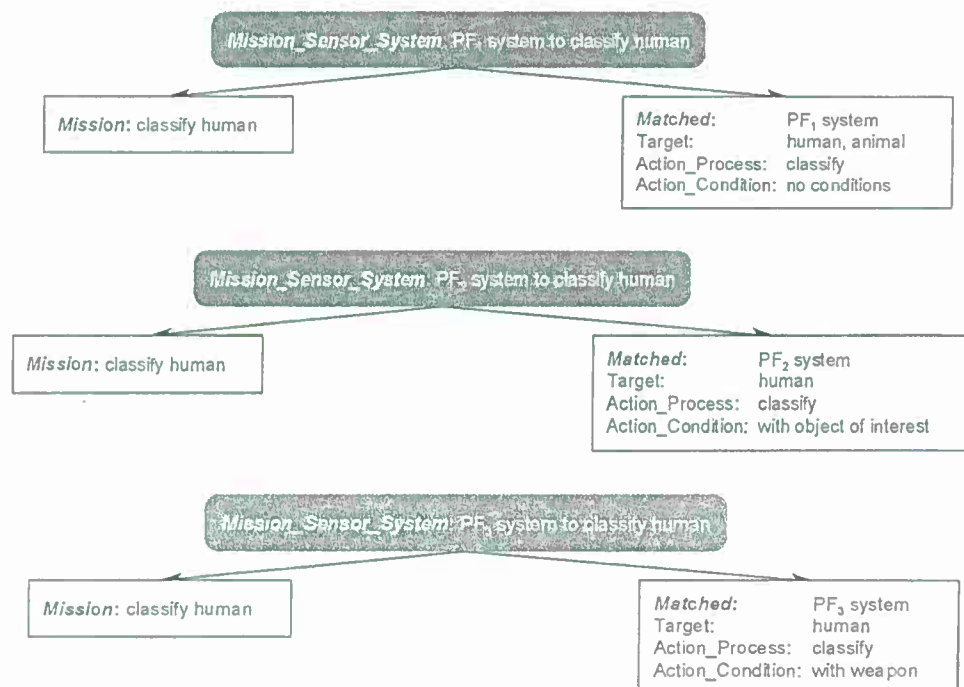 Mission_Sensor_System: PF₁ system to classify human
Mission: classify human
Matched: PF₁ system
Target: human, animal
Action_Process: classify
Action_Condition: no conditions
Mission_Sensor_System: PF₂ system to classify human
Mission: classify human
Matched: PF₂ system
Target: human
Action_Process: classify
Action_Condition: with object of interest
Mission_Sensor_System: PF₃ system to classify human
Mission: classify human
Matched: PF₃ system
Target: human
Action_Process: classify
Action_Condition: with weapon